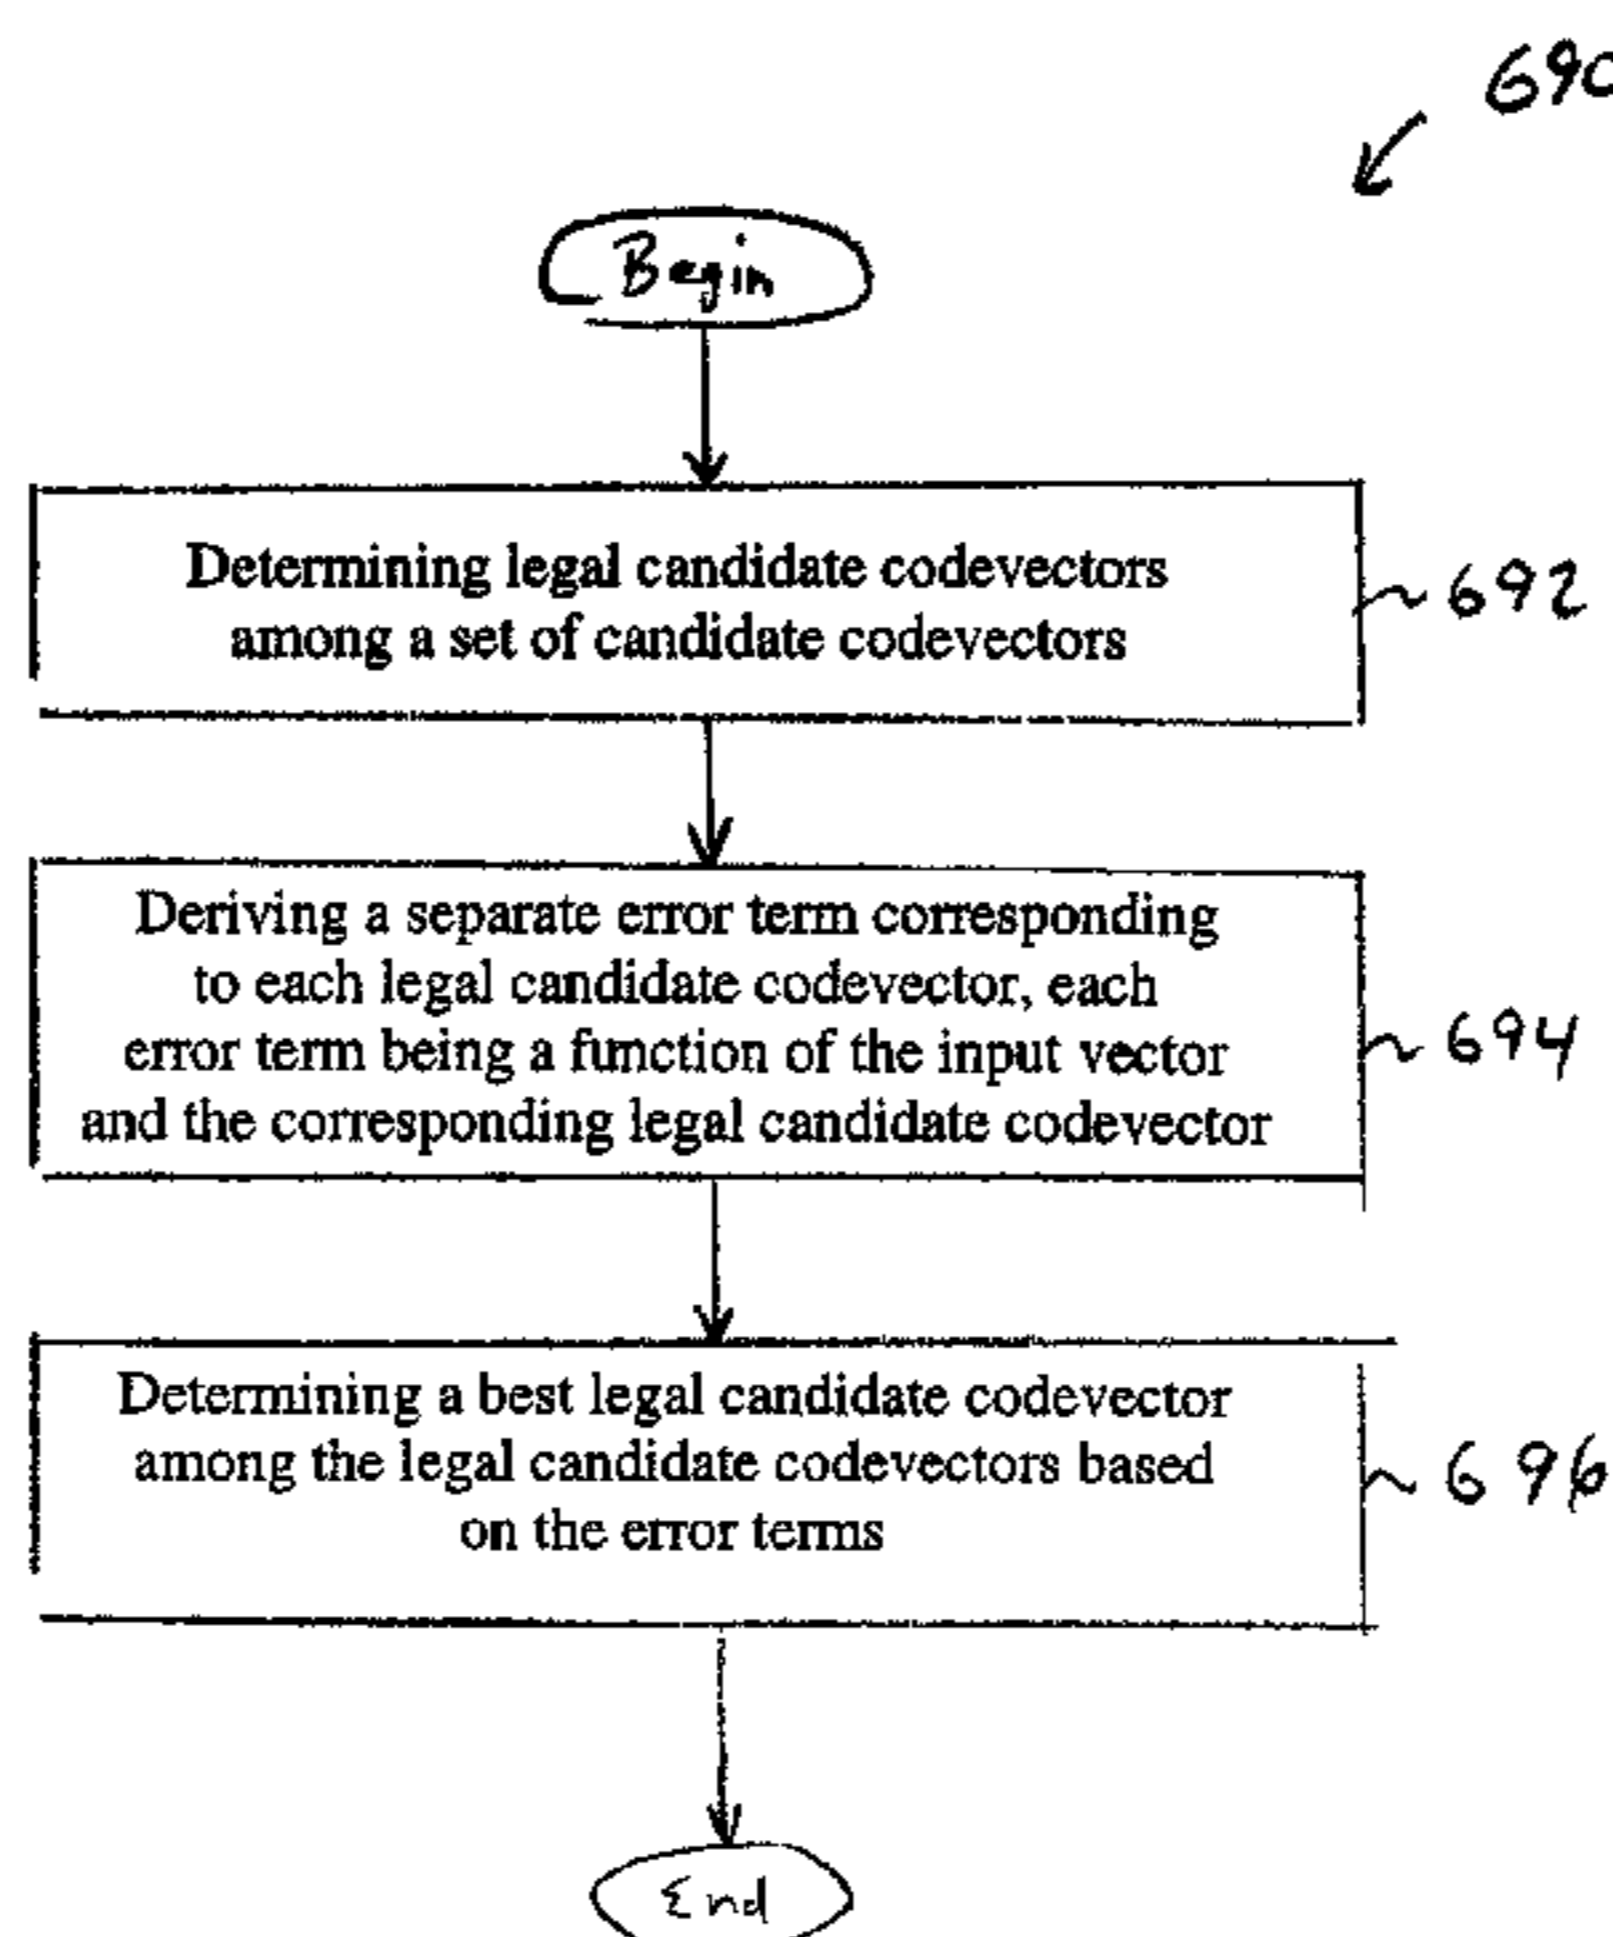 690
Begin
Determining legal candidate codevectors
among a set of candidate codevectors
692
Deriving a separate error term corresponding
to each legal candidate codevector, each
error term being a function of the input vector
and the corresponding legal candidate codevector
694
Determining a best legal candidate codevector
among the legal candidate codevectors based
on the error terms
696
End